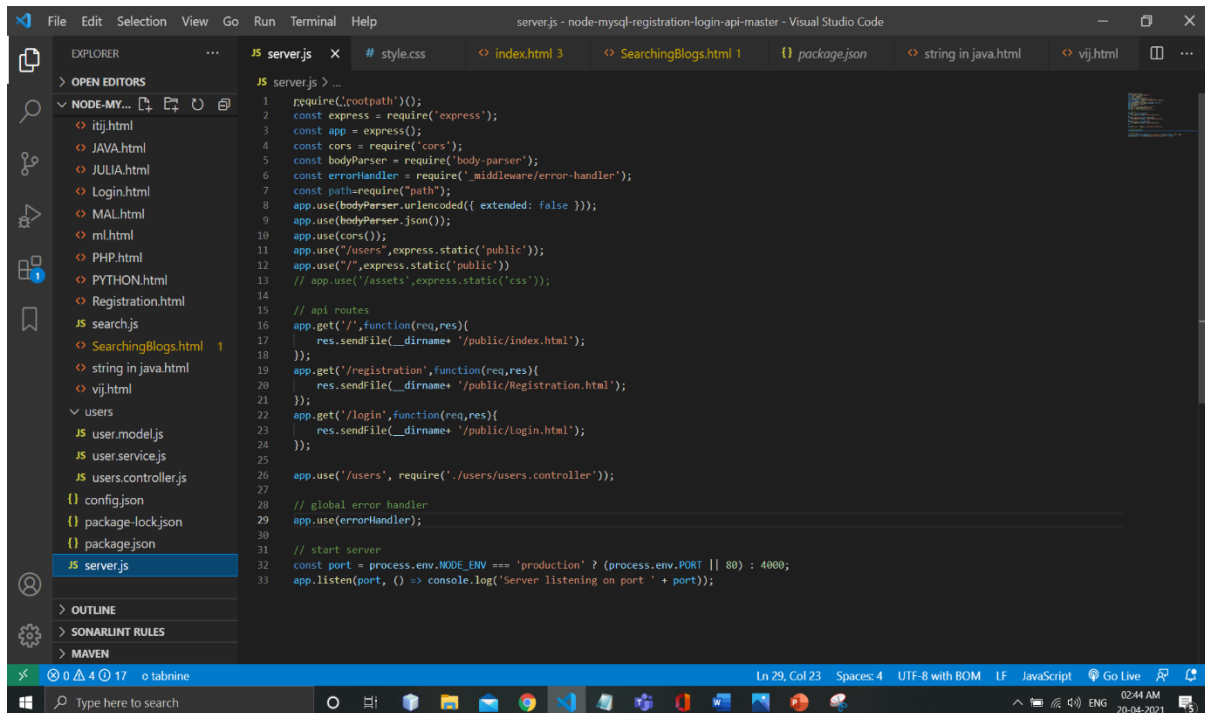 File Edit Selection View Go Run Terminal Help server.js - node-mysql-registration-login-api-master - Visual Studio Code
EXPLORER ...
OPEN EDITORS
NODE-MY...
itij.html
JAVA.html
JULIA.html
Login.html
MAL.html
ml.html
PHP.html
PYTHON.html
Registration.html
JS search.js
SearchingBlogs.html 1
string in java.html
vij.html
users
JS user.model.js
JS user.service.js
JS users.controller.js
{} config.json
{} package-lock.json
{} package.json
JS server.js
OUTLINE
SONARLINT RULES
MAVEN
1
JS server.js X # style.css <> index.html 3 <> SearchingBlogs.html 1 {} package.json <> string in java.html <> vij.html ...
JS server.js > ...
1 require('rootpath')();
2 const express = require('express');
3 const app = express();
4 const cors = require('cors');
5 const bodyParser = require('body-parser');
6 const errorHandler = require('_middleware/error-handler');
7 const path=require("path");
8 app.use(bodyParser.urlencoded({ extended: false }));
9 app.use(bodyParser.json());
10 app.use(cors());
11 app.use("/users",express.static('public'));
12 app.use("/",express.static('public'))
13 // app.use('/assets',express.static('css'));
14
15 // api routes
16 app.get('/',function(req,res){
17 res.sendFile(__dirname+ '/public/index.html');
18 });
19 app.get('/registration',function(req,res){
20 res.sendFile(__dirname+ '/public/Registration.html');
21 });
22 app.get('/login',function(req,res){
23 res.sendFile(__dirname+ '/public/Login.html');
24 });
25
26 app.use('/users', require('./users/users.controller'));
27
28 // global error handler
29 app.use(errorHandler);
30
31 // start server
32 const port = process.env.NODE_ENV === 'production' ? (process.env.PORT || 80) : 4000;
33 app.listen(port, () => console.log('Server listening on port ' + port));
0 4 17 tabnine Ln 29, Col 23 Spaces: 4 UTF-8 with BOM LF JavaScript Go Live
Type here to search ENG 02:44 AM
20-04-2021 5